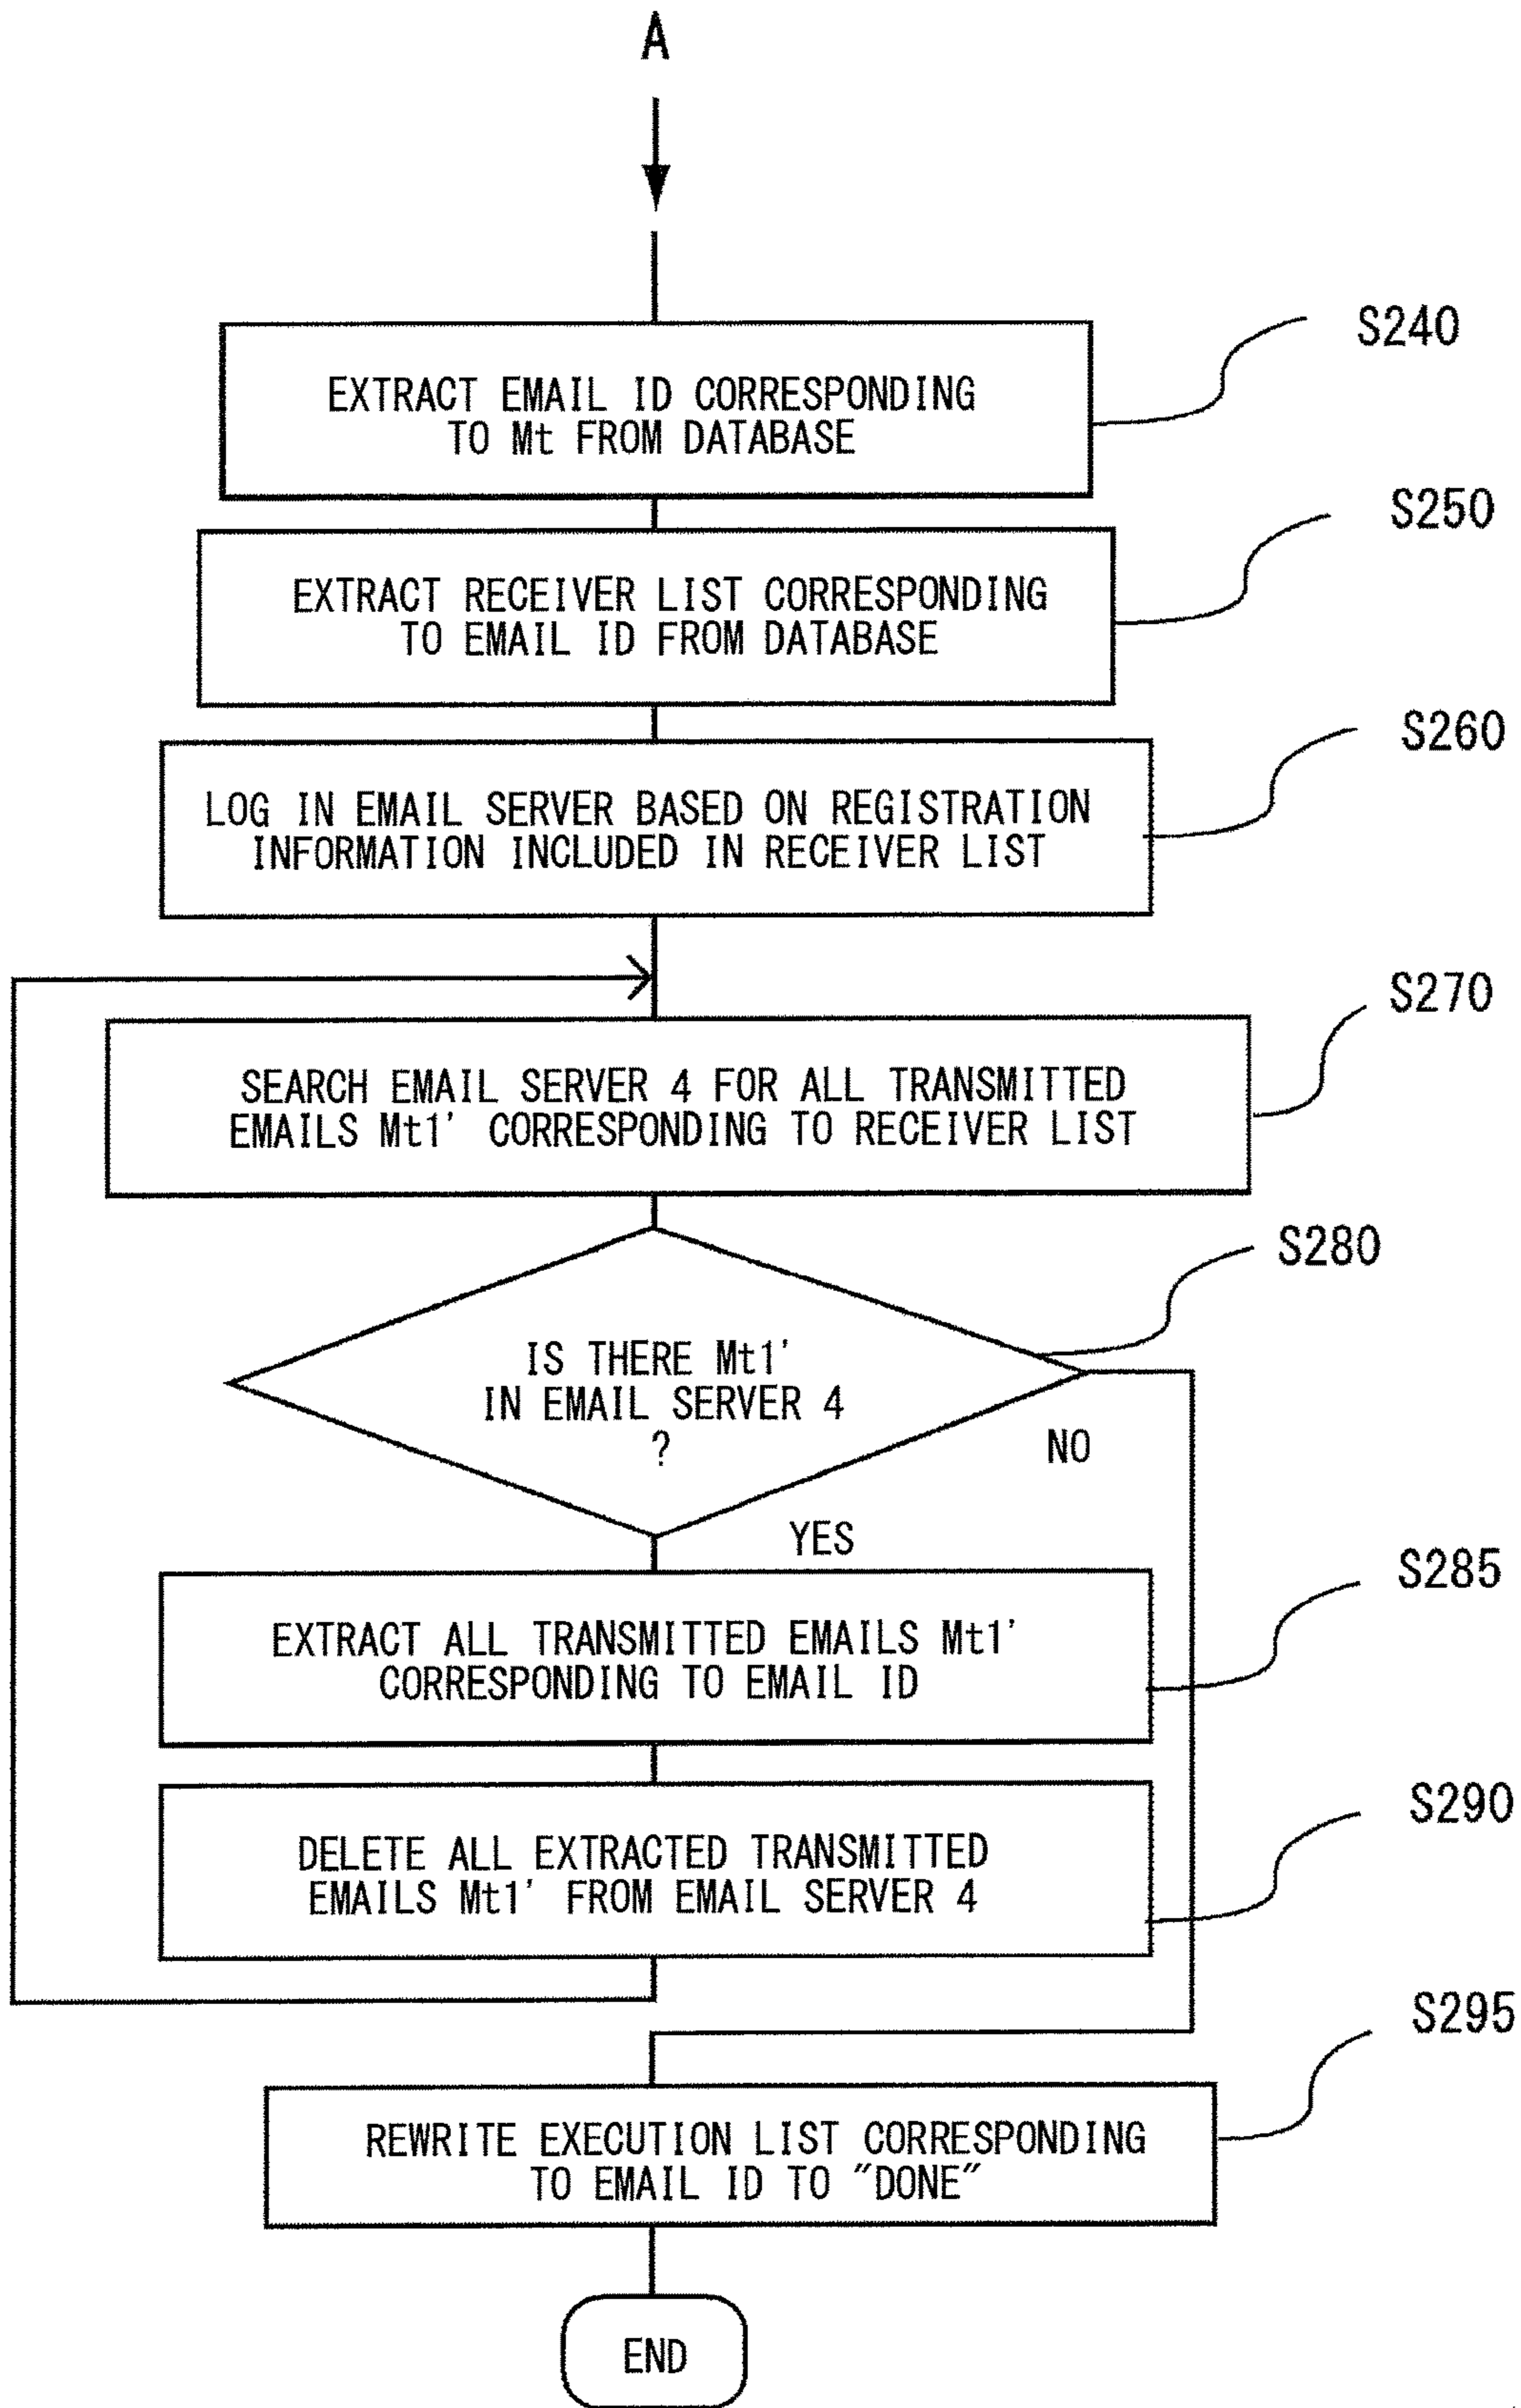 A
S240
EXTRACT EMAIL ID CORRESPONDING
TO Mt FROM DATABASE
S250
EXTRACT RECEIVER LIST CORRESPONDING
TO EMAIL ID FROM DATABASE
S260
LOG IN EMAIL SERVER BASED ON REGISTRATION
INFORMATION INCLUDED IN RECEIVER LIST
S270
SEARCH EMAIL SERVER 4 FOR ALL TRANSMITTED
EMAILS Mt1' CORRESPONDING TO RECEIVER LIST
S280
IS THERE Mt1'
IN EMAIL SERVER 4
?
NO
YES
S285
EXTRACT ALL TRANSMITTED EMAILS Mt1'
CORRESPONDING TO EMAIL ID
S290
DELETE ALL EXTRACTED TRANSMITTED
EMAILS Mt1' FROM EMAIL SERVER 4
S295
REWRITE EXECUTION LIST CORRESPONDING
TO EMAIL ID TO "DONE"
END